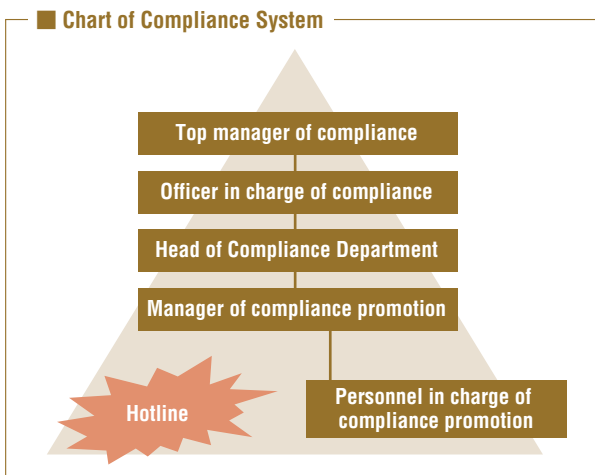 Chart of Compliance System
Top manager of compliance
Officer in charge of compliance
Head of Compliance Department
Manager of compliance promotion
Hotline
Personnel in charge of
compliance promotion